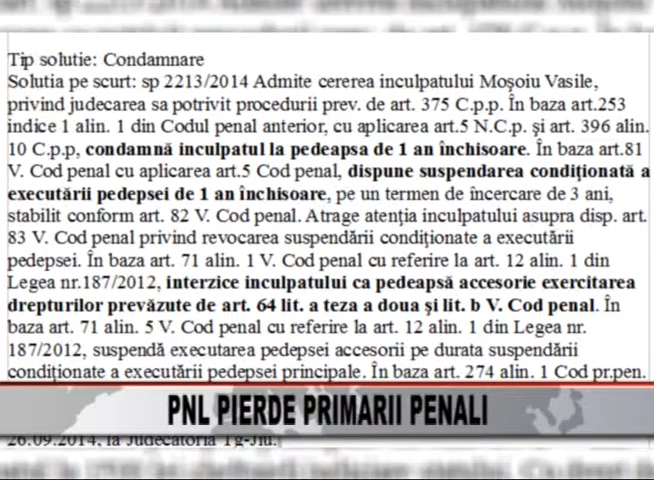 Tip solutie: Condamnare
Solutia pe scurt: sp 2213/2014 Admite cererea inculpatului Moşoiu Vasile,
privind judecarea sa potrivit procedurii prev. de art. 375 C.p.p. În baza art.253
indice 1 alin. 1 din Codul penal anterior, cu aplicarea art.5 N.C.p. şi art. 396 alin.
10 C.p.p, condamnă inculpatul la pedeapsa de 1 an închisoare. În baza art.81
V. Cod penal cu aplicarea art.5 Cod penal, dispune suspendarea condiţionată a
executării pedepsei de 1 an închisoare, pe un termen de încercare de 3 ani,
stabilit conform art. 82 V. Cod penal. Atrage atenţia inculpatului asupra disp. art.
83 V. Cod penal privind revocarea suspendării condiţionate a executării
pedepsei. În baza art. 71 alin. 1 V. Cod penal cu referire la art. 12 alin. 1 din
Legea nr.187/2012, interzice inculpatului ca pedeapsă accesorie exercitarea
drepturilor prevăzute de art. 64 lit. a teza a doua şi lit. b V. Cod penal. În
baza art. 71 alin. 5 V. Cod penal cu referire la art. 12 alin. 1 din Legea nr.
187/2012, suspendă executarea pedepsei accesorii pe durata suspendării
condiţionate a executării pedepsei principale. În baza art. 274 alin. 1 Cod pr.pen.
PNL PIERDE PRIMARII PENALI
26.09.2014, la Judecătoria Tg-Jiu.